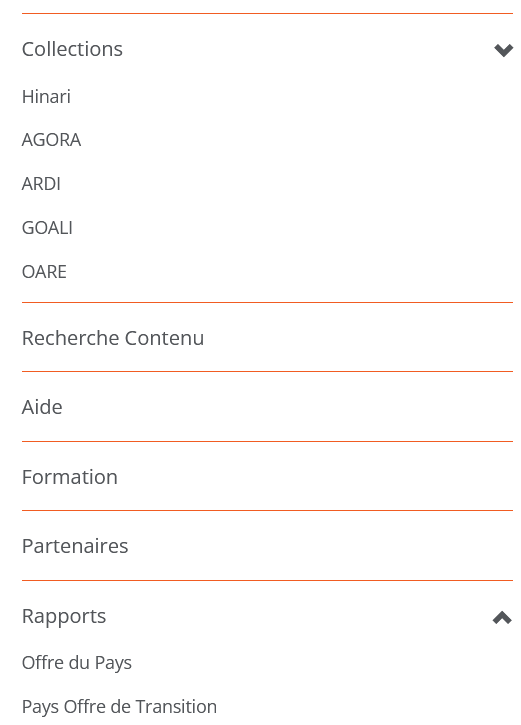 Collections
Hinari
AGORA
ARDI
GOALI
OARE
Recherche Contenu
Aide
Formation
Partenaires
Rapports
Offre du Pays
Pays Offre de Transition